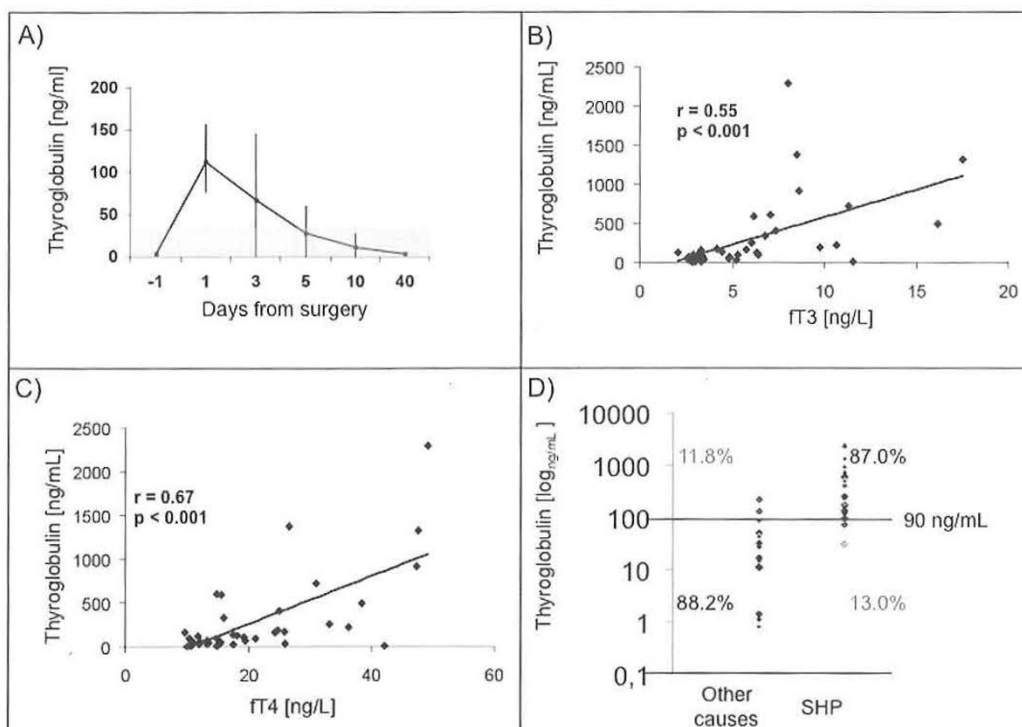 A)
Thyroglobulin [ng/ml]
200
150
100
50
0
-1 1 3 5 10 40
Days from surgery
B)
Thyroglobulin [ng/mL]
2500
2000
1500
1000
500
0
r = 0.55
p < 0.001
0 5 10 15 20
fT3 [ng/L]
C)
Thyroglobulin [ng/mL]
2500
2000
1500
1000
500
0
r = 0.67
p < 0.001
0 20 40 60
fT4 [ng/L]
D)
Thyroglobulin [log ng/mL]
10000
1000
100
10
1
0,1
11.8%
87.0%
90 ng/mL
88.2%
13.0%
Other
causes
SHP